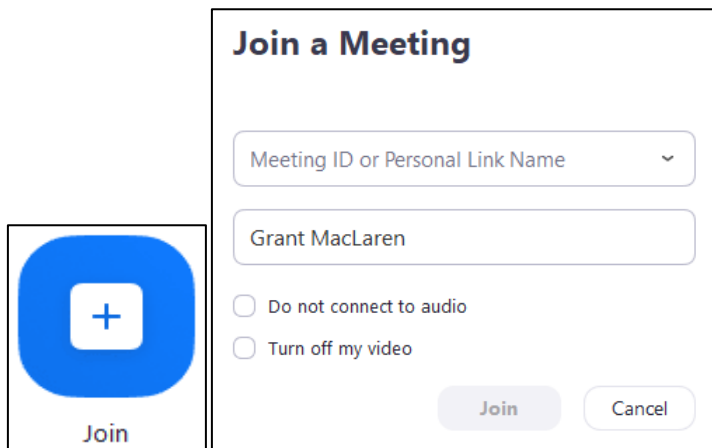 Join a Meeting
Meeting ID or Personal Link Name
Grant MacLaren
Do not connect to audio
Turn off my video
Join Cancel
Join